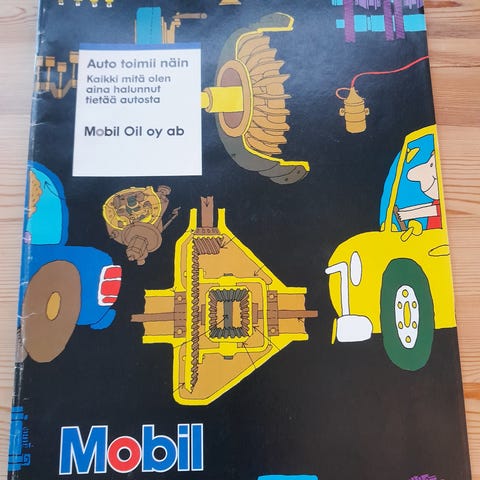 Auto toimii näin
Kaikki mitä olen
aina halunnut
tietää autosta
Mobil Oil oy ab
Mobil